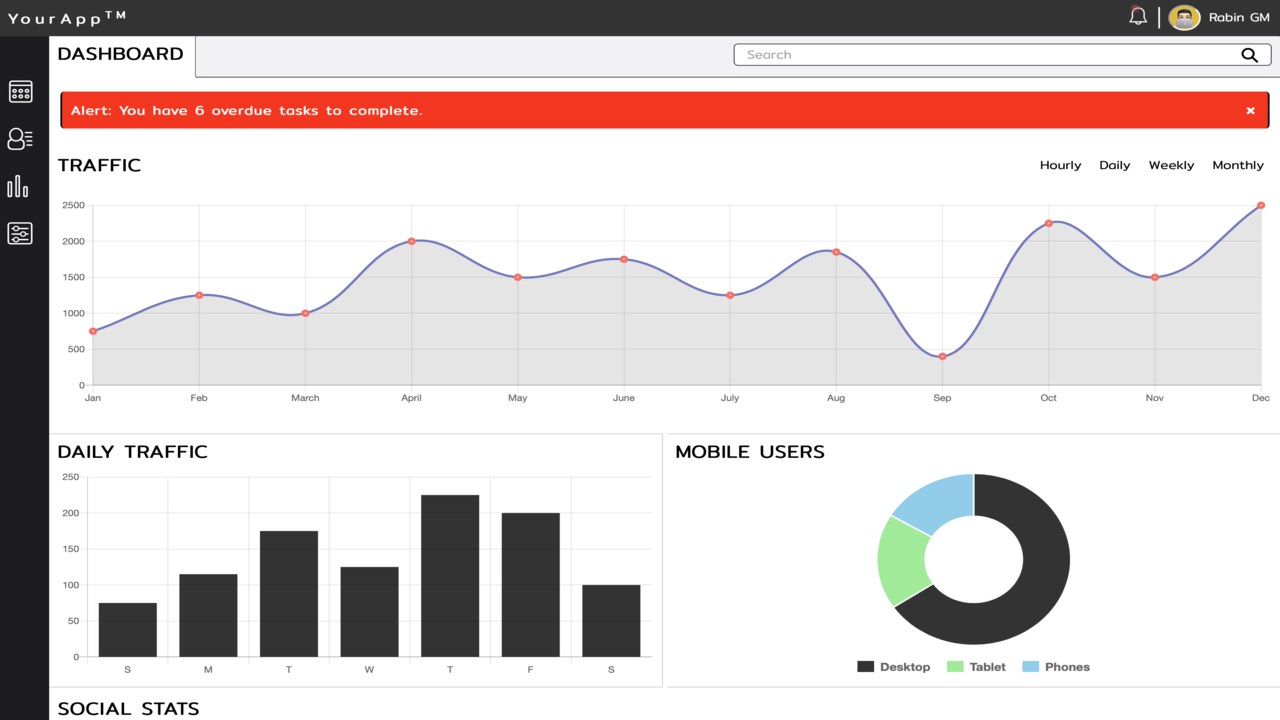 YourApp™
Rabin GM
DASHBOARD
Search
Alert: You have 6 overdue tasks to complete.
×
TRAFFIC
Hourly Daily Weekly Monthly
2500
2000
1500
1000
500
0
Jan Feb March April May June July Aug Sep Oct Nov Dec
DAILY TRAFFIC
250
200
150
100
50
0
S M T W T F S
MOBILE USERS
Desktop Tablet Phones
SOCIAL STATS